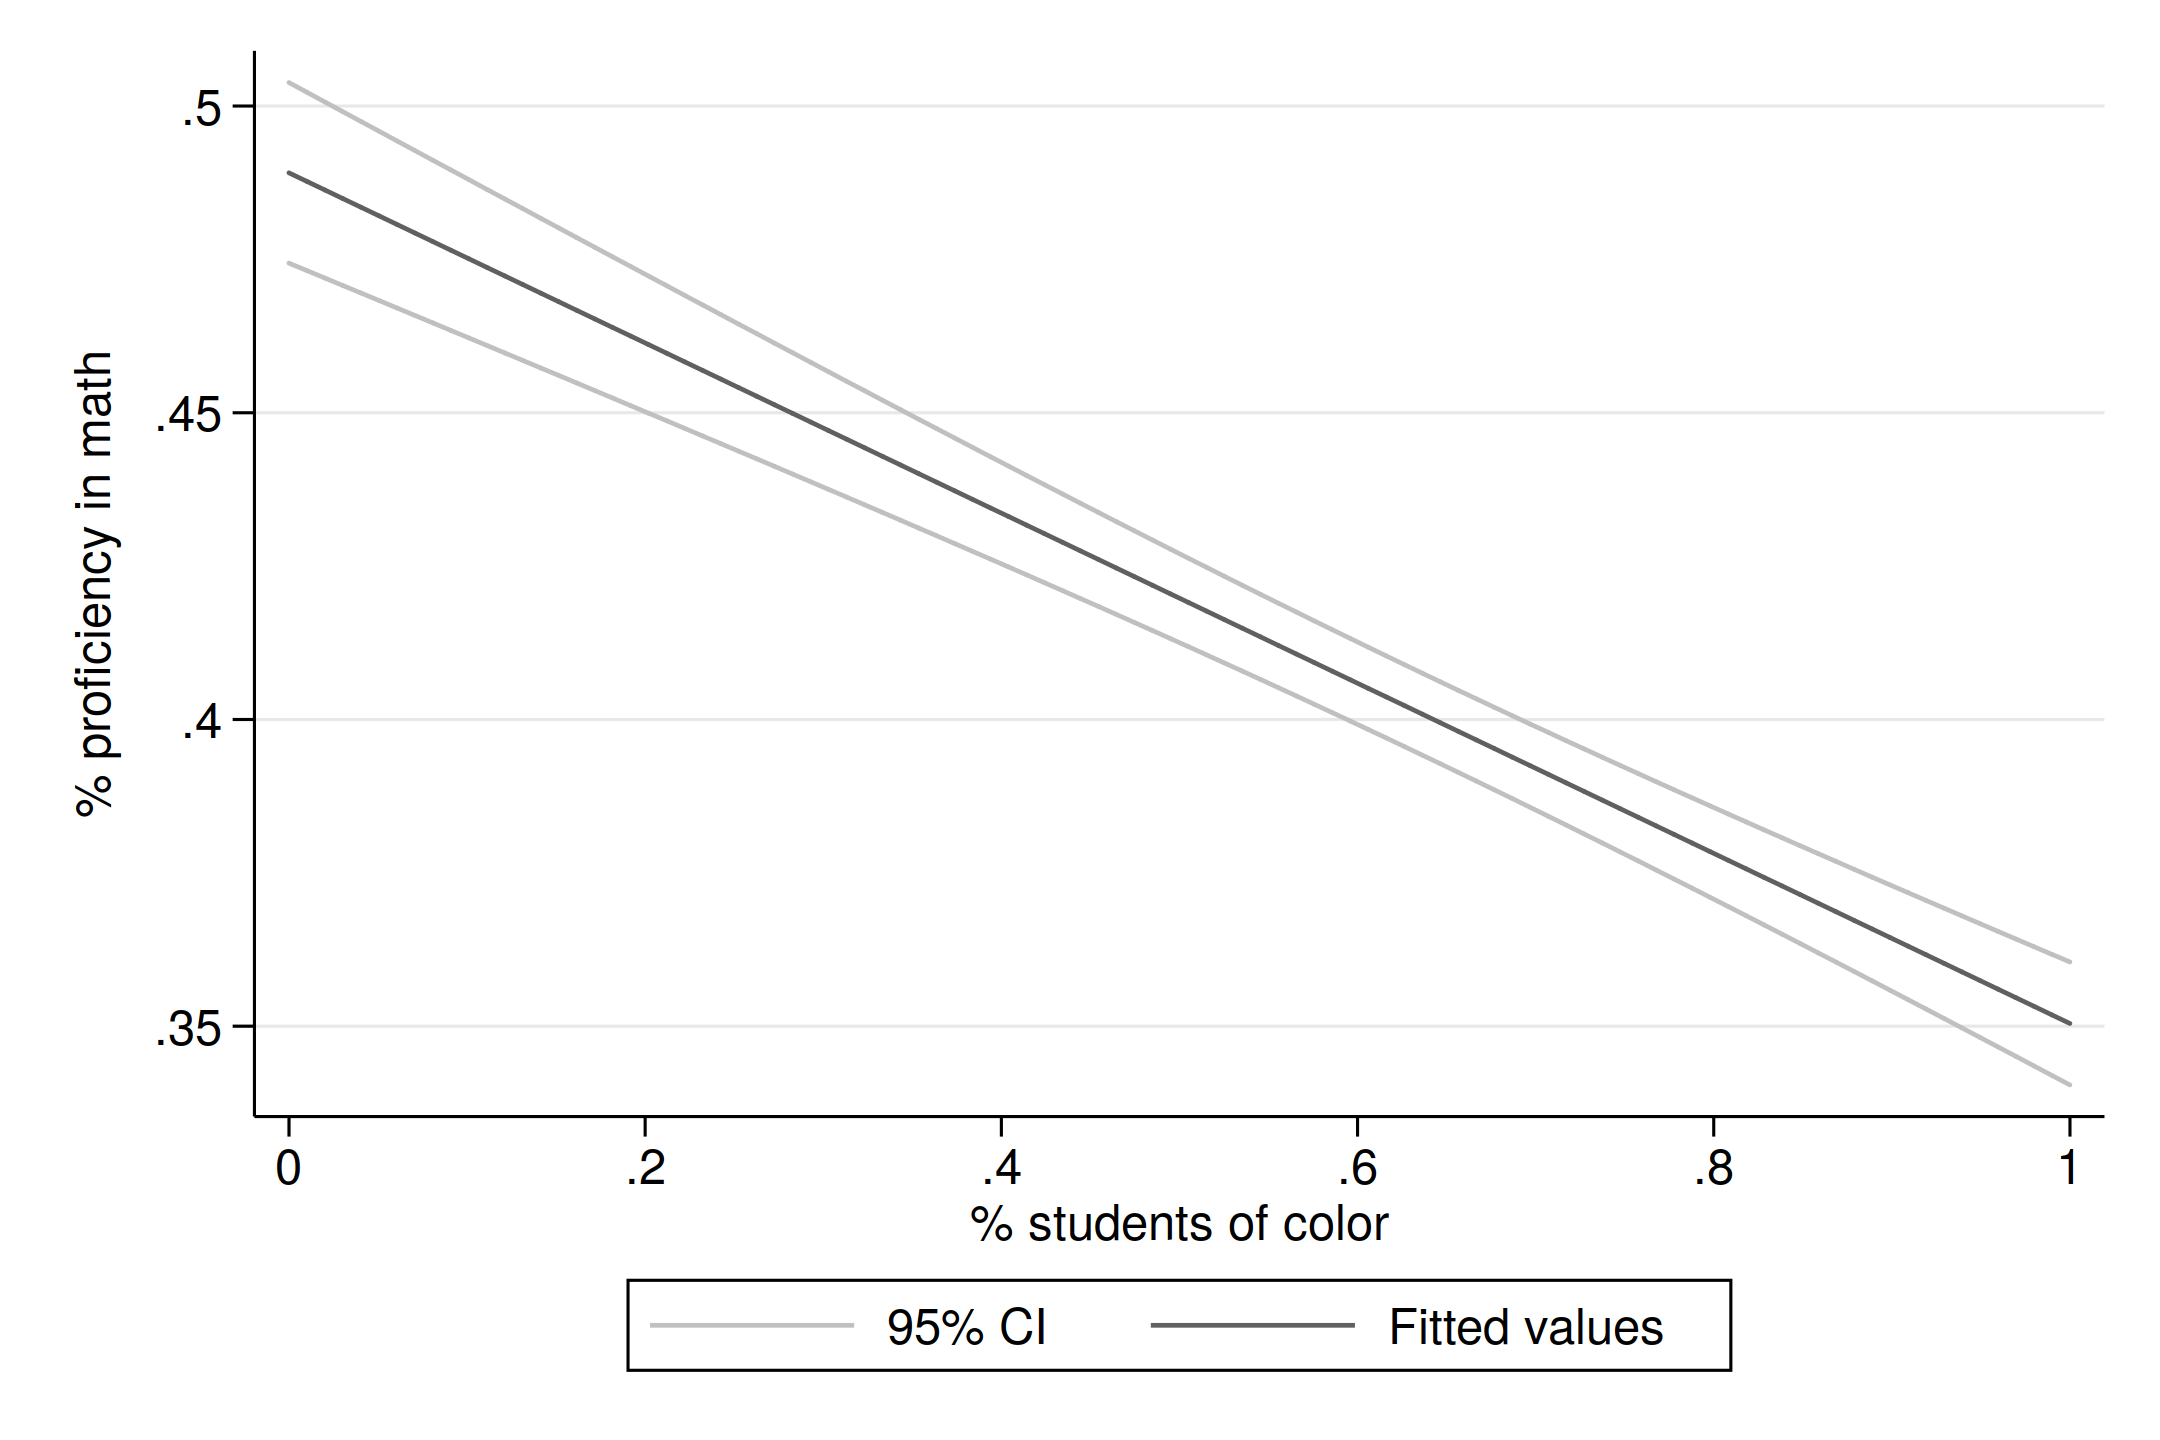 .5
.45
.4
.35
% proficiency in math
0 .2 .4 .6 .8 1
% students of color
95% CI Fitted values